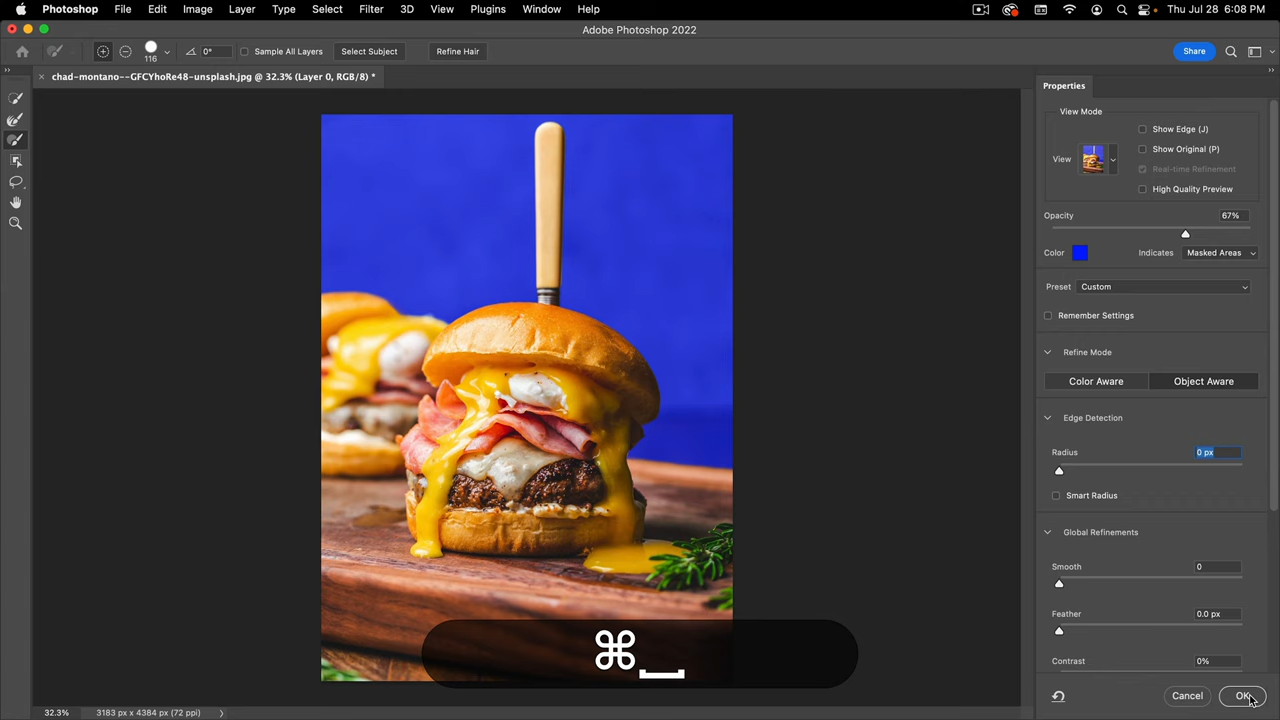 Photoshop File Edit Image Layer Type Select Filter 3D View Plugins Window Help Thu Jul 28 6:08 PM
Adobe Photoshop 2022
116 0° Sample All Layers Select Subject Refine Hair Share
× chad-montano--GFCYhoRe48-unsplash.jpg @ 32.3% (Layer 0, RGB/8) *
Properties
View Mode
Show Edge (J)
View Show Original (P)
Real-time Refinement
High Quality Preview
Opacity 67%
Color Indicates Masked Areas
Preset Custom
Remember Settings
Refine Mode
Color Aware Object Aware
Edge Detection
Radius 0 px
Smart Radius
Global Refinements
Smooth 0
Feather 0.0 px
⌘
Contrast 0%
Cancel OK
32.3% 3183 px x 4384 px (72 ppi)